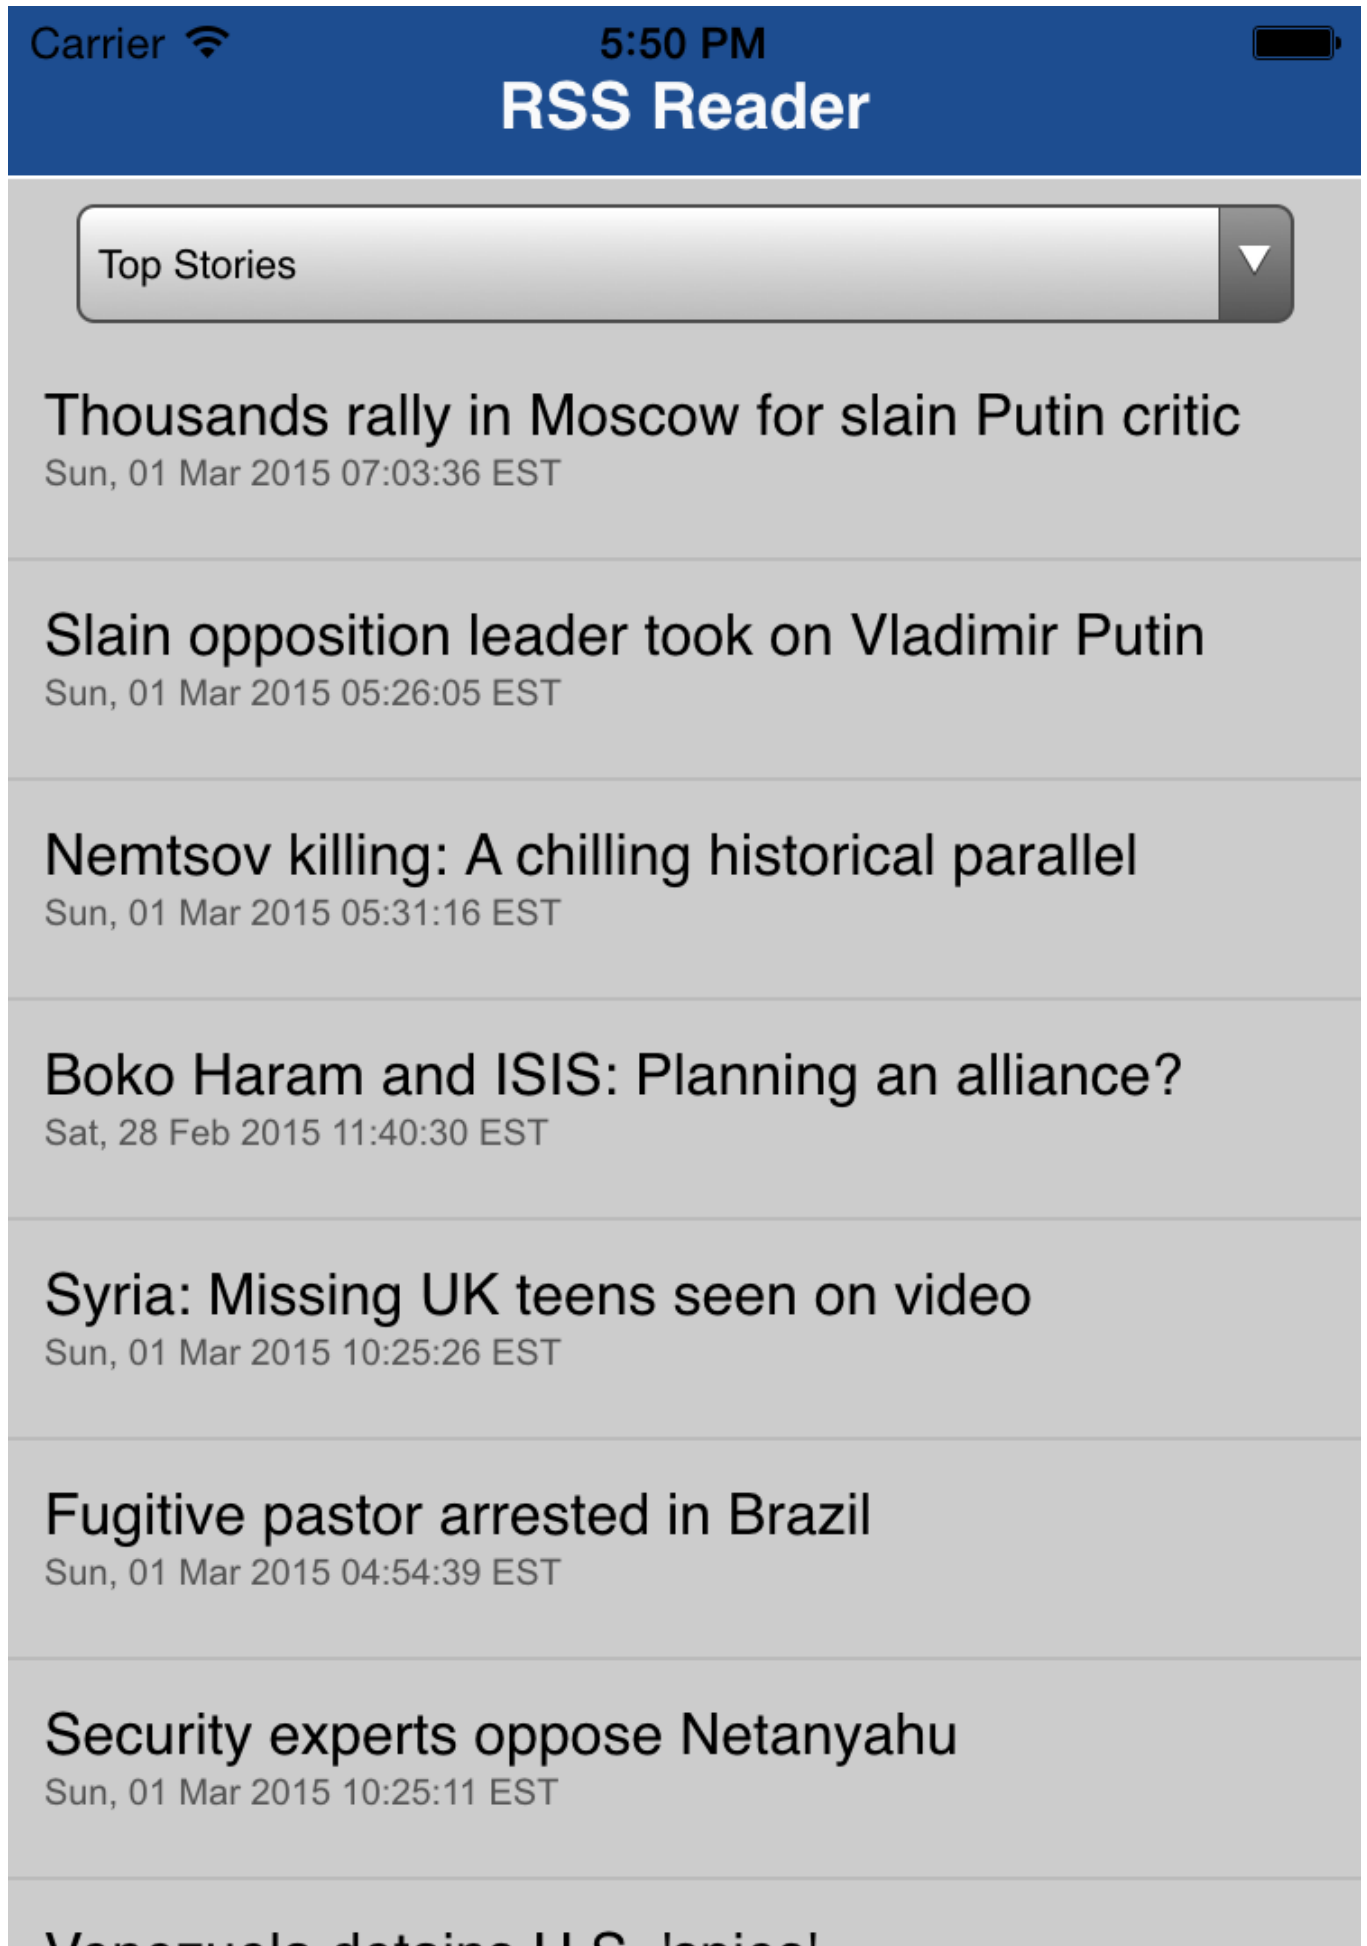 Carrier
5:50 PM
RSS Reader
Top Stories
Thousands rally in Moscow for slain Putin critic
Sun, 01 Mar 2015 07:03:36 EST
Slain opposition leader took on Vladimir Putin
Sun, 01 Mar 2015 05:26:05 EST
Nemtsov killing: A chilling historical parallel
Sun, 01 Mar 2015 05:31:16 EST
Boko Haram and ISIS: Planning an alliance?
Sat, 28 Feb 2015 11:40:30 EST
Syria: Missing UK teens seen on video
Sun, 01 Mar 2015 10:25:26 EST
Fugitive pastor arrested in Brazil
Sun, 01 Mar 2015 04:54:39 EST
Security experts oppose Netanyahu
Sun, 01 Mar 2015 10:25:11 EST
Venezuela detains U.S. 'spies'